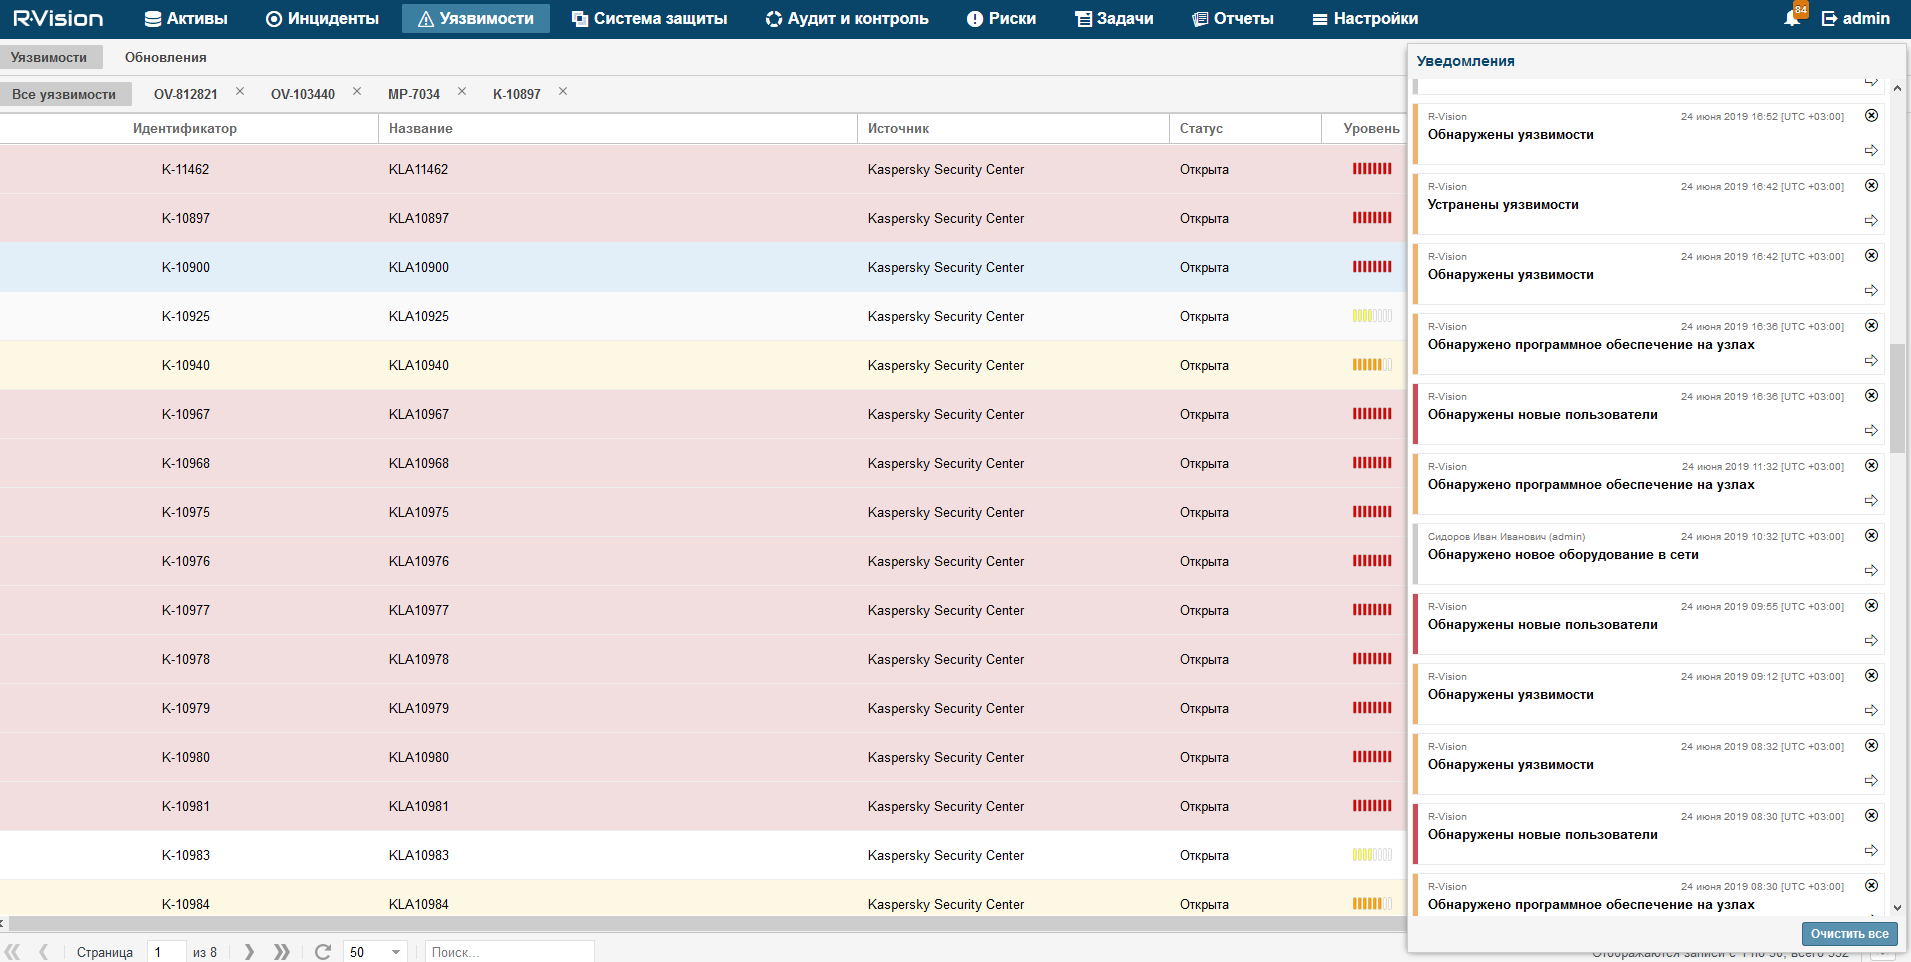 R-Vision Активы Инциденты Уязвимости Система защиты Аудит и контроль Риски Задачи Отчеты Настройки 84 admin
Уязвимости Обновления
Все уязвимости OV-812821 OV-103440 MP-7034 K-10897
Идентификатор Название Источник Статус Уровень
K-11462 KLA11462 Kaspersky Security Center Открыта
K-10897 KLA10897 Kaspersky Security Center Открыта
K-10900 KLA10900 Kaspersky Security Center Открыта
K-10925 KLA10925 Kaspersky Security Center Открыта
K-10940 KLA10940 Kaspersky Security Center Открыта
K-10967 KLA10967 Kaspersky Security Center Открыта
K-10968 KLA10968 Kaspersky Security Center Открыта
K-10975 KLA10975 Kaspersky Security Center Открыта
K-10976 KLA10976 Kaspersky Security Center Открыта
K-10977 KLA10977 Kaspersky Security Center Открыта
K-10978 KLA10978 Kaspersky Security Center Открыта
K-10979 KLA10979 Kaspersky Security Center Открыта
K-10980 KLA10980 Kaspersky Security Center Открыта
K-10981 KLA10981 Kaspersky Security Center Открыта
K-10983 KLA10983 Kaspersky Security Center Открыта
K-10984 KLA10984 Kaspersky Security Center Открыта
Страница 1 из 8 50 Поиск...
Уведомления
R-Vision 24 июня 2019 16:52 [UTC +03:00]
Обнаружены уязвимости
R-Vision 24 июня 2019 16:42 [UTC +03:00]
Устранены уязвимости
R-Vision 24 июня 2019 16:42 [UTC +03:00]
Обнаружены уязвимости
R-Vision 24 июня 2019 16:36 [UTC +03:00]
Обнаружено программное обеспечение на узлах
R-Vision 24 июня 2019 16:36 [UTC +03:00]
Обнаружены новые пользователи
R-Vision 24 июня 2019 11:32 [UTC +03:00]
Обнаружено программное обеспечение на узлах
Сидоров Иван Иванович (admin) 24 июня 2019 10:32 [UTC +03:00]
Обнаружено новое оборудование в сети
R-Vision 24 июня 2019 09:55 [UTC +03:00]
Обнаружены новые пользователи
R-Vision 24 июня 2019 09:12 [UTC +03:00]
Обнаружены уязвимости
R-Vision 24 июня 2019 08:32 [UTC +03:00]
Обнаружены уязвимости
R-Vision 24 июня 2019 08:30 [UTC +03:00]
Обнаружены новые пользователи
R-Vision 24 июня 2019 08:30 [UTC +03:00]
Обнаружено программное обеспечение на узлах
Очистить все